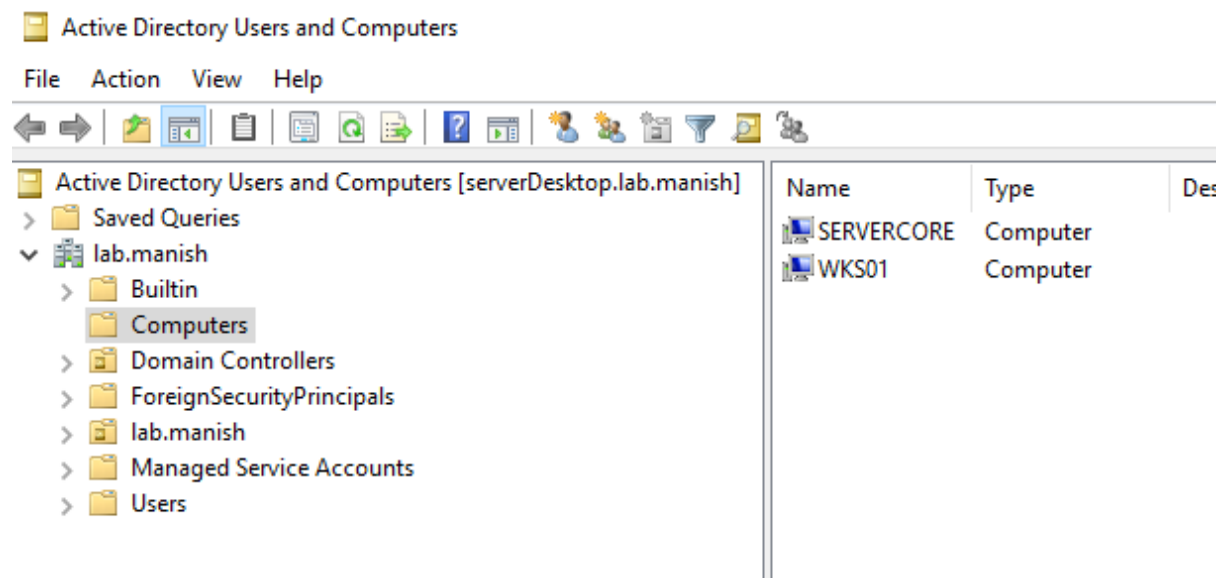 Active Directory Users and Computers
File Action View Help
Active Directory Users and Computers [serverDesktop.lab.manish]
Saved Queries
lab.manish
Builtin
Computers
Domain Controllers
ForeignSecurityPrincipals
lab.manish
Managed Service Accounts
Users
Name Type Des
SERVERCORE Computer
WKS01 Computer